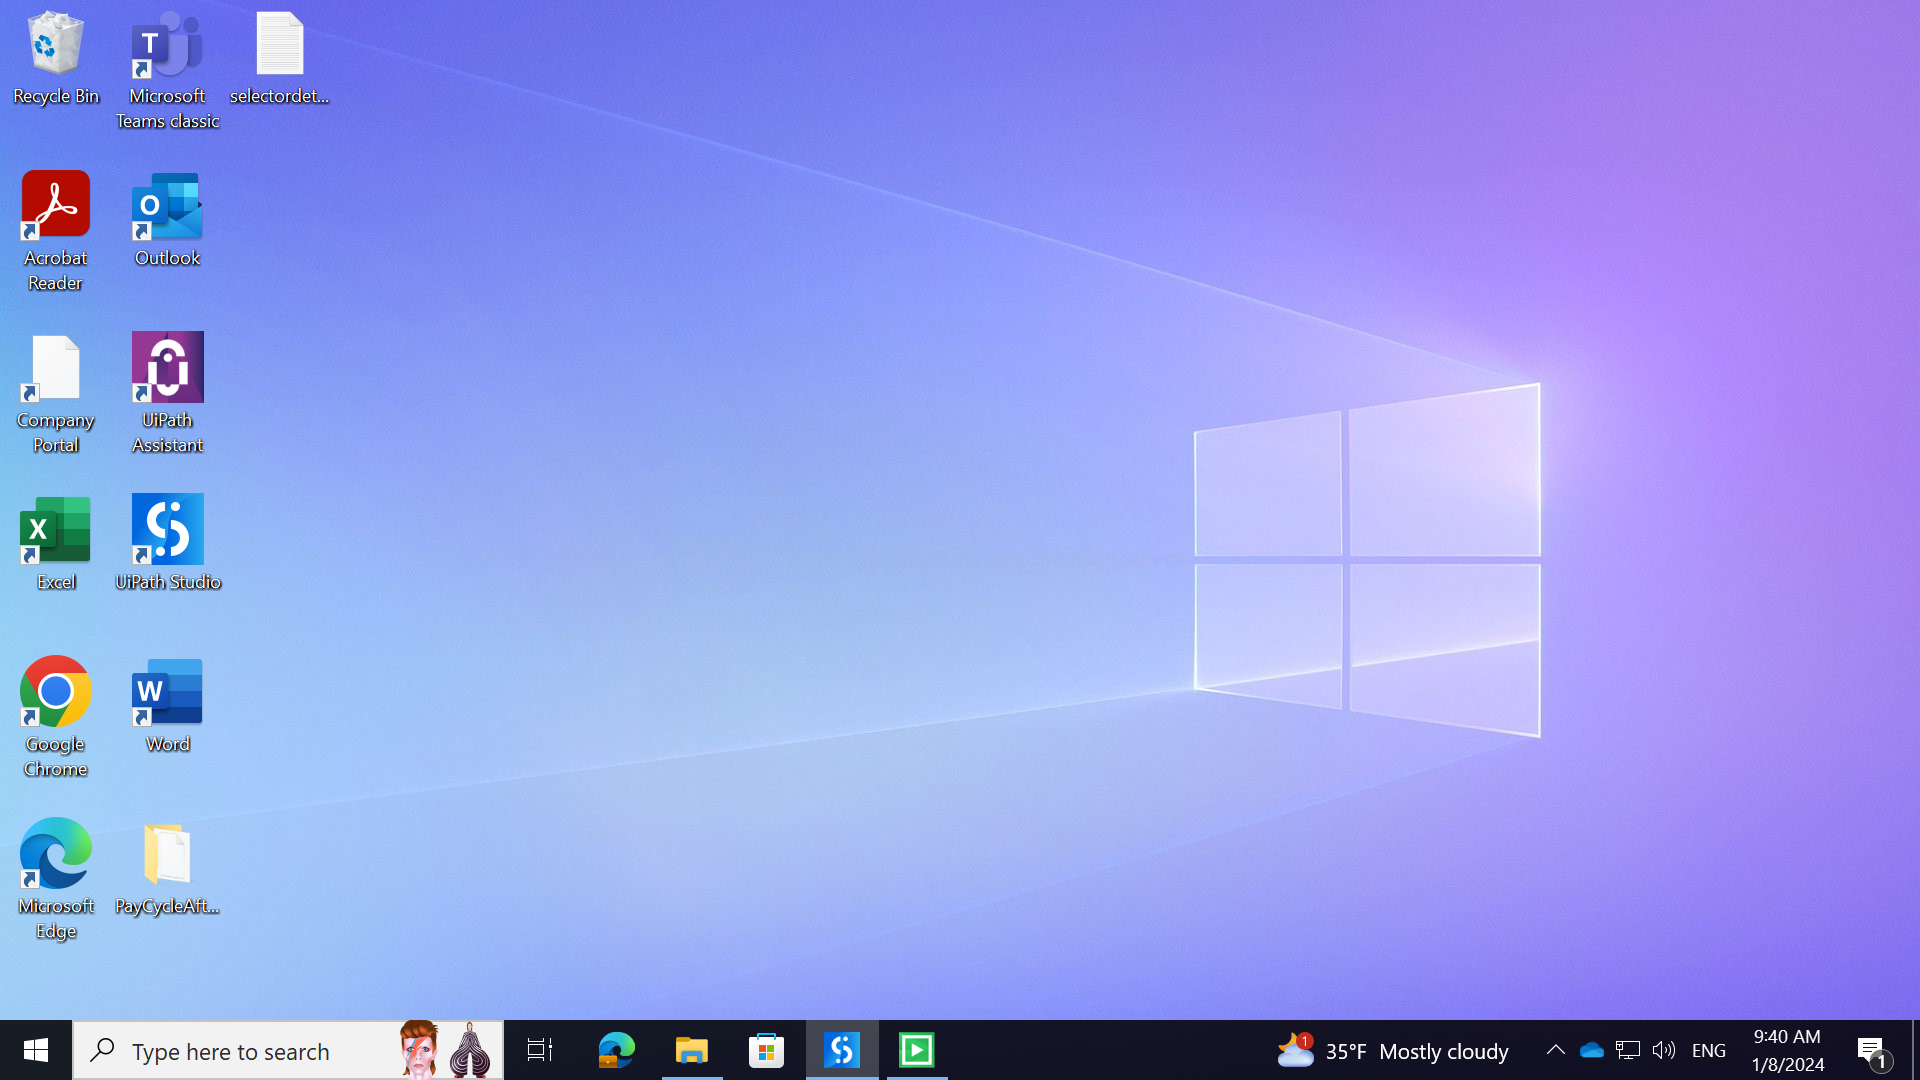 Recycle Bin
Microsoft
Teams classic
selectordet...
Acrobat
Reader
Outlook
Company
Portal
UiPath
Assistant
Excel
UiPath Studio
Google
Chrome
Word
Microsoft
Edge
PayCycleAft...
Type here to search
1
35°F Mostly cloudy
ENG
9:40 AM
1/8/2024
1